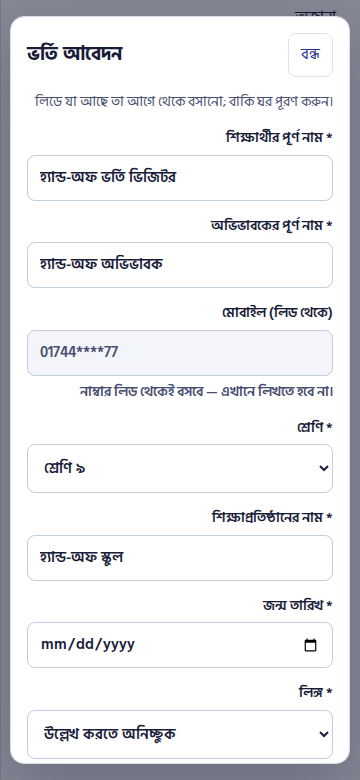 ভর্তি আবেদন
বন্ধ
লিডে যা আছে তা আগে থেকে বসানো; বাকি ঘর পূরণ করুন।
শিক্ষার্থীর পূর্ণ নাম *
হ্যান্ড-অফ ভর্তি ভিজিটর
অভিভাবকের পূর্ণ নাম *
হ্যান্ড-অফ অভিভাবক
মোবাইল (লিড থেকে)
01744****77
নাম্বার লিড থেকেই বসবে — এখানে লিখতে হবে না।
শ্রেণি *
শ্রেণি ৯
শিক্ষাপ্রতিষ্ঠানের নাম *
হ্যান্ড-অফ স্কুল
জন্ম তারিখ *
mm/dd/yyyy
লিঙ্গ *
উল্লেখ করতে অনিচ্ছুক